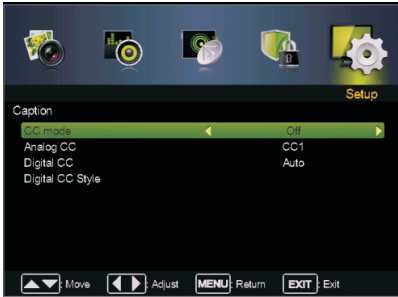 Setup
Caption
CC mode Off
Analog CC CC1
Digital CC Auto
Digital CC Style
: Move : Adjust MENU : Return EXIT : Exit